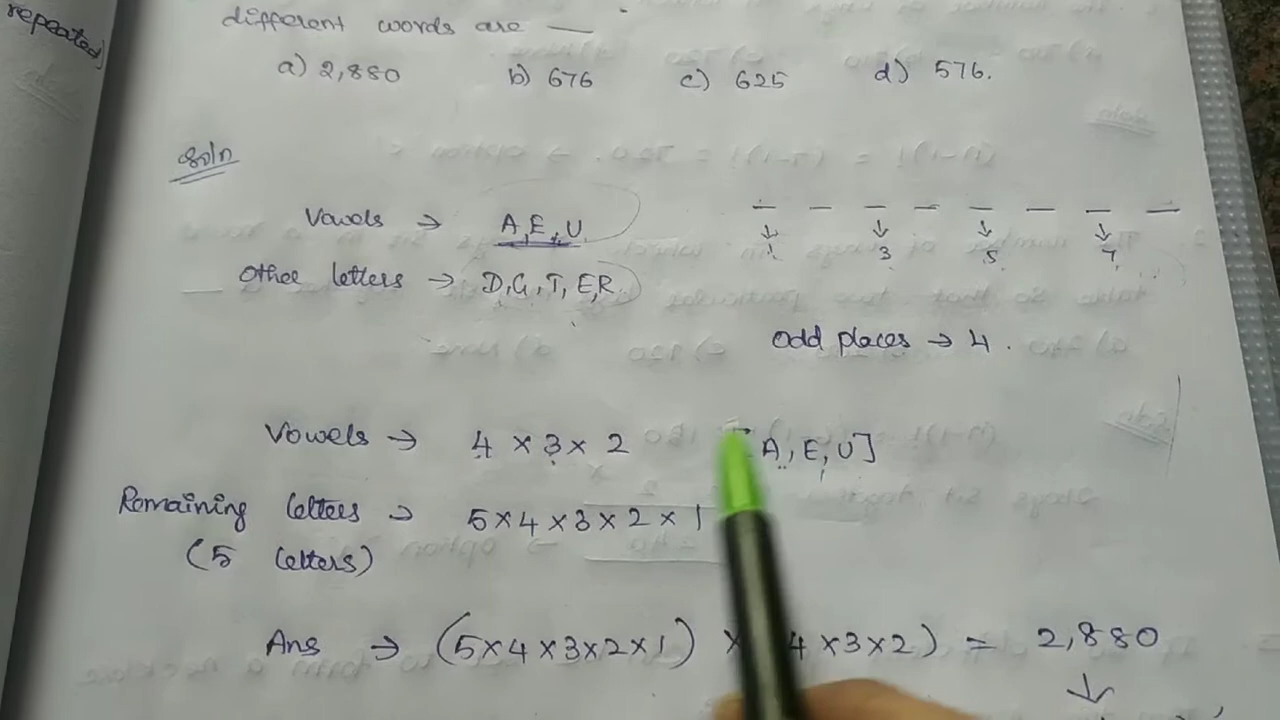 repeated)
different words are —
a) 2,880 b) 676 c) 625 d) 576.
Soln
Vowels → A, E, U
1 3 5 7
Other letters → D, G, T, E, R
Odd places → 4.
Vowels → 4 × 3 × 2 [A, E, U]
Remaining letters → 5 × 4 × 3 × 2 × 1
(5 letters)
Ans → (5 × 4 × 3 × 2 × 1) × 4 × 3 × 2) = 2,880